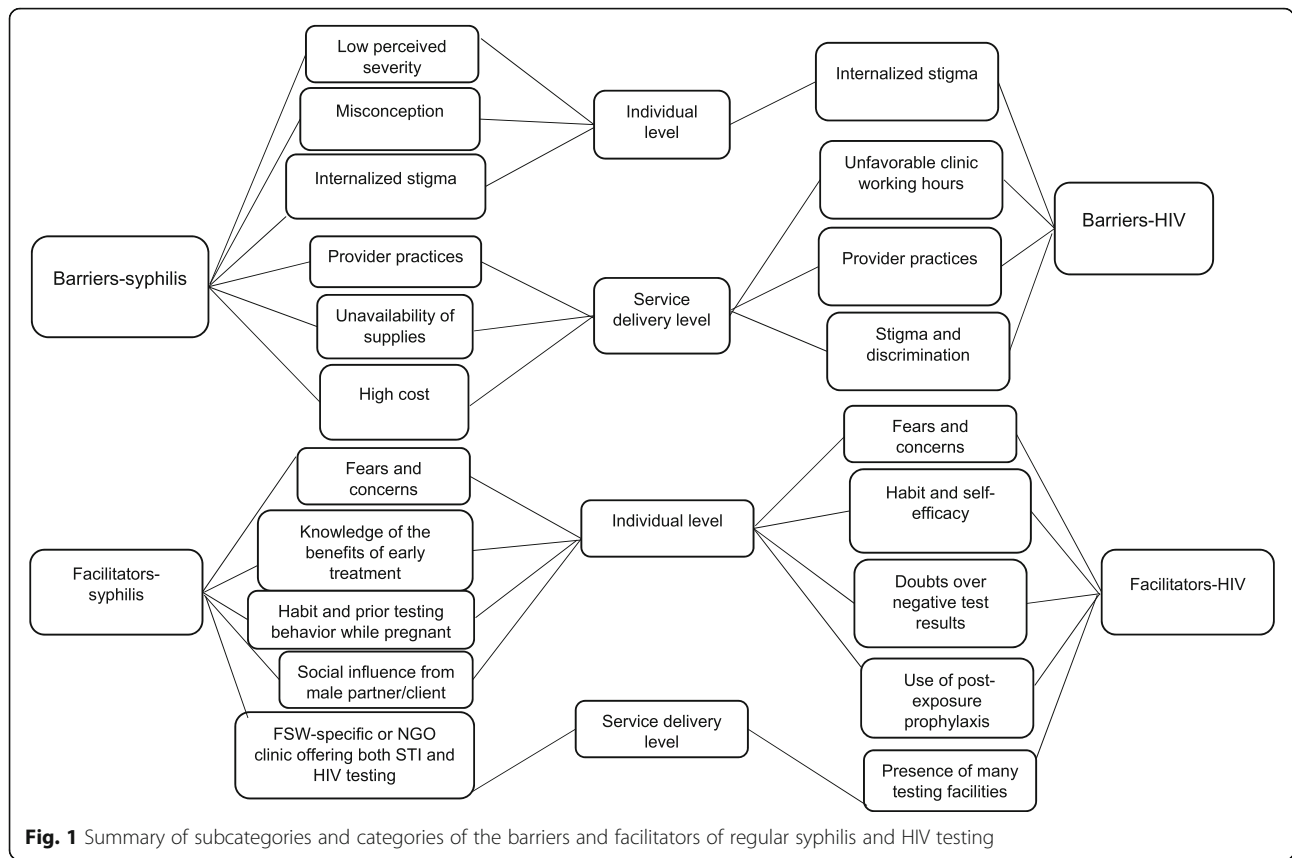 Low perceived
severity
Misconception
Internalized stigma
Provider practices
Unavailability of
supplies
High cost
Barriers-syphilis
Individual
level
Service
delivery level
Internalized stigma
Unfavorable clinic
working hours
Provider practices
Stigma and
discrimination
Barriers-HIV
Facilitators-
syphilis
Fears and
concerns
Knowledge of the
benefits of early
treatment
Habit and prior testing
behavior while pregnant
Social influence from
male partner/client
FSW-specific or NGO
clinic offering both STI and
HIV testing
Individual level
Service delivery
level
Fears and
concerns
Habit and self-
efficacy
Doubts over
negative test
results
Use of post-
exposure
prophylaxis
Presence of many
testing facilities
Facilitators-HIV
Fig. 1 Summary of subcategories and categories of the barriers and facilitators of regular syphilis and HIV testing